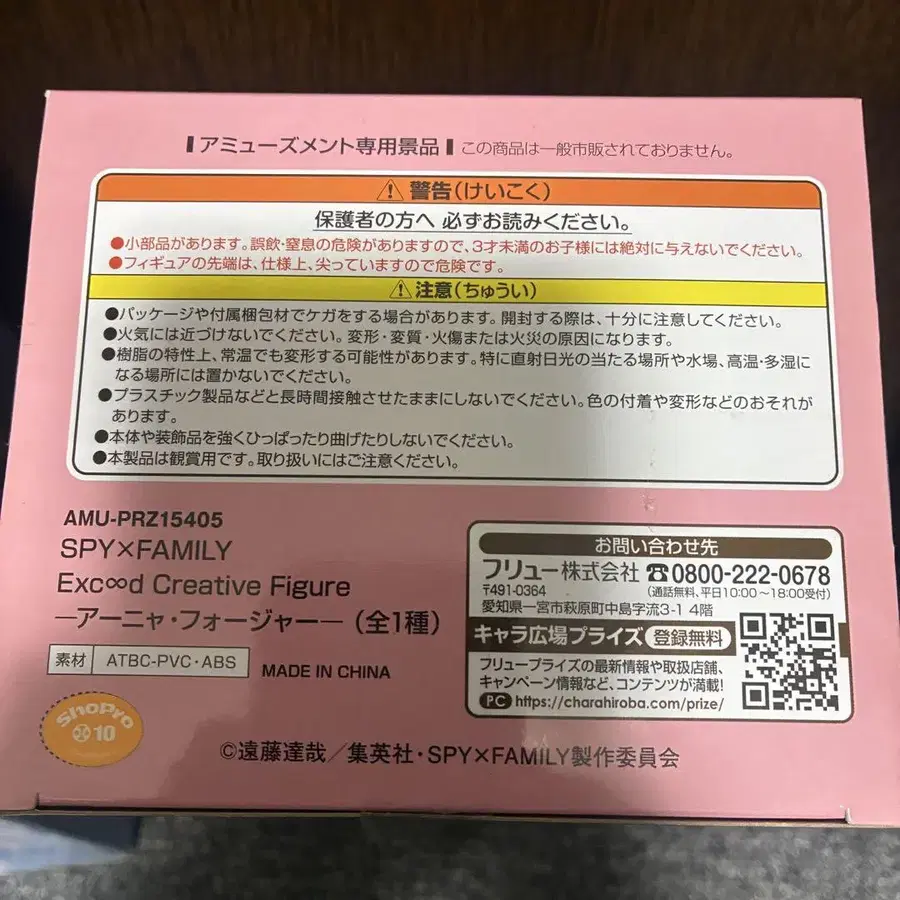 アミューズメント専用景品 この商品は一般市販されておりません。
⚠警告(けいこく)
保護者の方へ 必ずお読みください。
●小部品があります。誤飲・窒息の危険がありますので、3才未満のお子様には絶対に与えないでください。
●フィギュアの先端は、仕様上、尖っていますので危険です。
⚠注意(ちゅうい)
●パッケージや付属梱包材でケガをする場合があります。開封する際は、十分に注意してください。
●火気には近づけないでください。変形・変質・火傷または火災の原因になります。
●樹脂の特性上、常温でも変形する可能性があります。特に直射日光の当たる場所や水場、高温・多湿に
なる場所には置かないでください。
●プラスチック製品などと長時間接触させたままにしないでください。色の付着や変形などのおそれが
あります。
●本体や装飾品を強くひっぱったり曲げたりしないでください。
●本製品は観賞用です。取り扱いにはご注意ください。
AMU-PRZ15405
SPY×FAMILY
Exc∞d Creative Figure
―アーニャ・フォージャー―(全1種)
素材 ATBC-PVC・ABS MADE IN CHINA
ShoPro
10
お問い合わせ先
フリュー株式会社 ☎0800-222-0678
〒491-0364 (通話無料、平日10:00~18:00受付)
愛知県一宮市萩原町中島字流3-1 4階
キャラ広場プライズ 登録無料
フリュープライズの最新情報や取扱店舗、
キャンペーン情報など、コンテンツが満載!
PC https://charahiroba.com/prize/
©遠藤達哉/集英社・SPY×FAMILY製作委員会